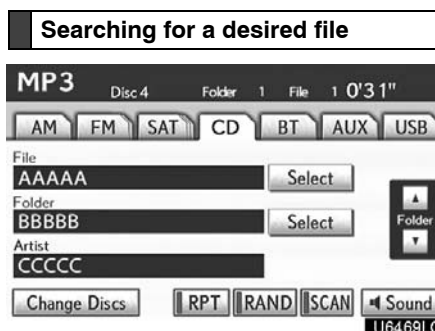 Searching for a desired file
MP3 Disc 4 Folder 1 File 1 0'31"
AM FM SAT CD BT AUX USB
File
AAAAA Select
Folder
BBBBB Select
Folder
Artist
CCCCC
Change Discs RPT RAND SCAN Sound